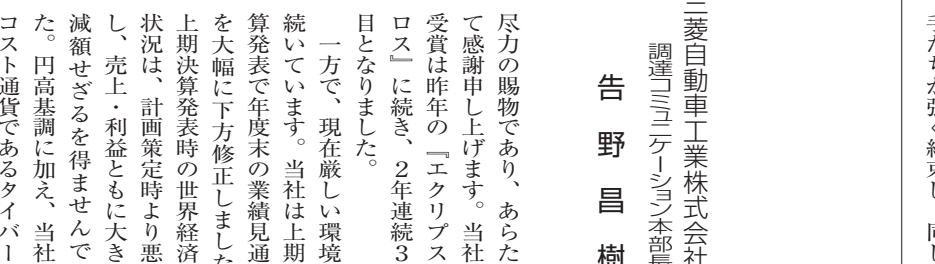 ちが強く結束し、同じ
三菱自動車工業株式会社
調達コミュニケーション本部長
告野昌樹
尽力の賜物であり、あらた
て感謝申し上げます。当社
受賞は昨年の『エクリプス
ロス』に続き、2年連続3
目となりました。
　一方で、現在厳しい環境
続いています。当社は上期
算発表で年度末の業績見通
を大幅に下方修正しました
上期決算発表時の世界経済
状況は、計画策定時より悪
し、売上・利益ともに大き
減額せざるを得ませんで
た。円高基調に加え、当社
コスト通貨であるタイバー